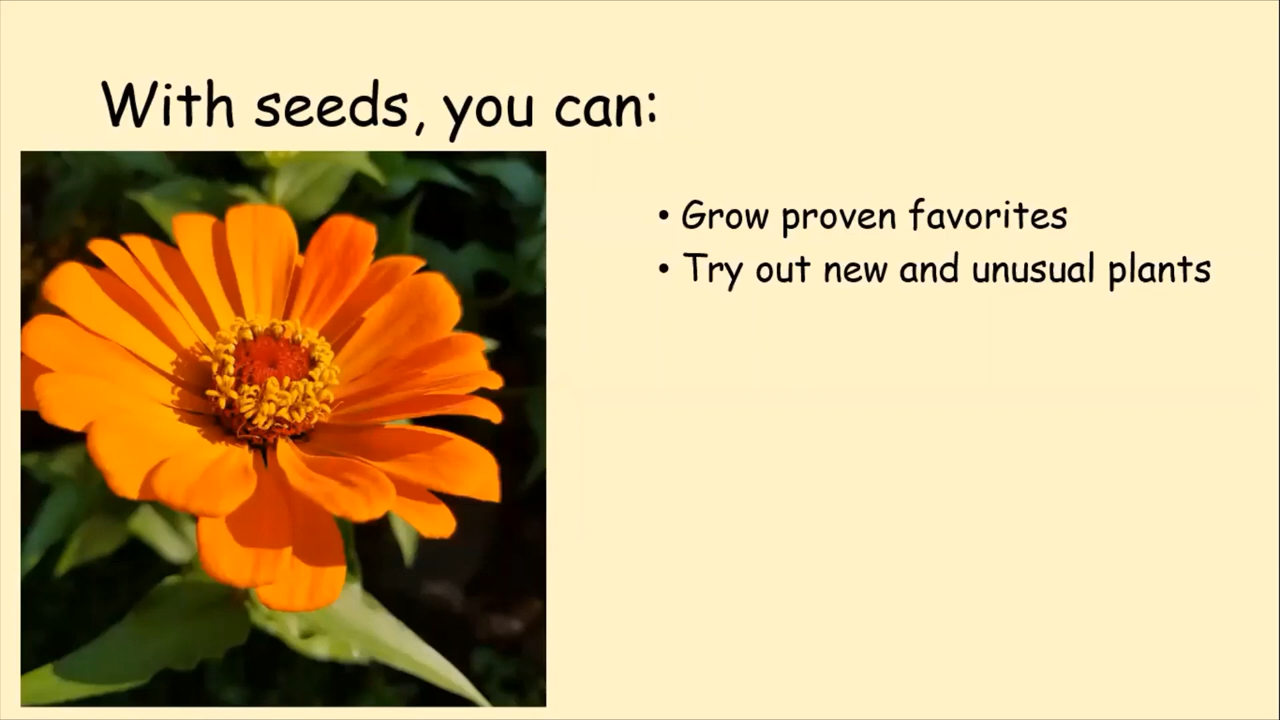 With seeds, you can:
• Grow proven favorites
• Try out new and unusual plants